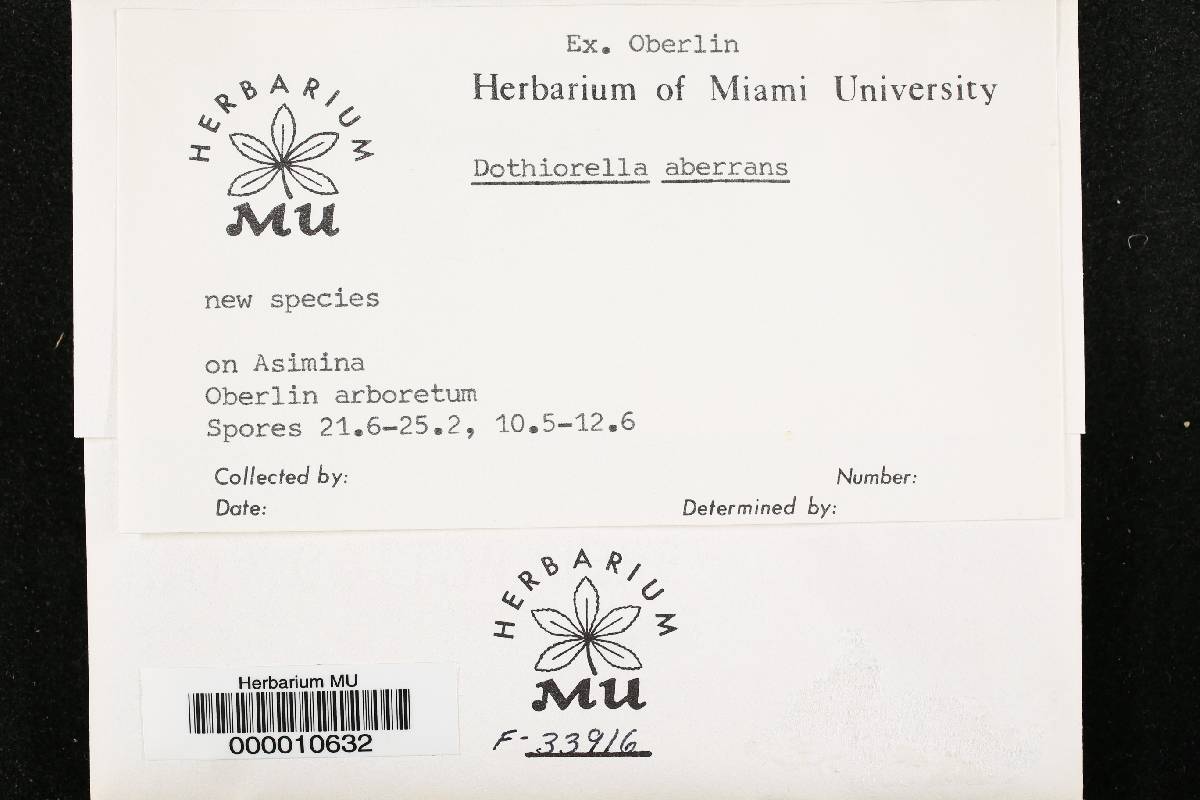 Ex. Oberlin
Herbarium of Miami University
HERBARIUM
MU
Dothiorella aberrans
new species
on Asimina
Oberlin arboretum
Spores 21.6-25.2, 10.5-12.6
Collected by:
Number:
Date:
Determined by:
HERBARIUM
MU
F-33916
Herbarium MU
000010632